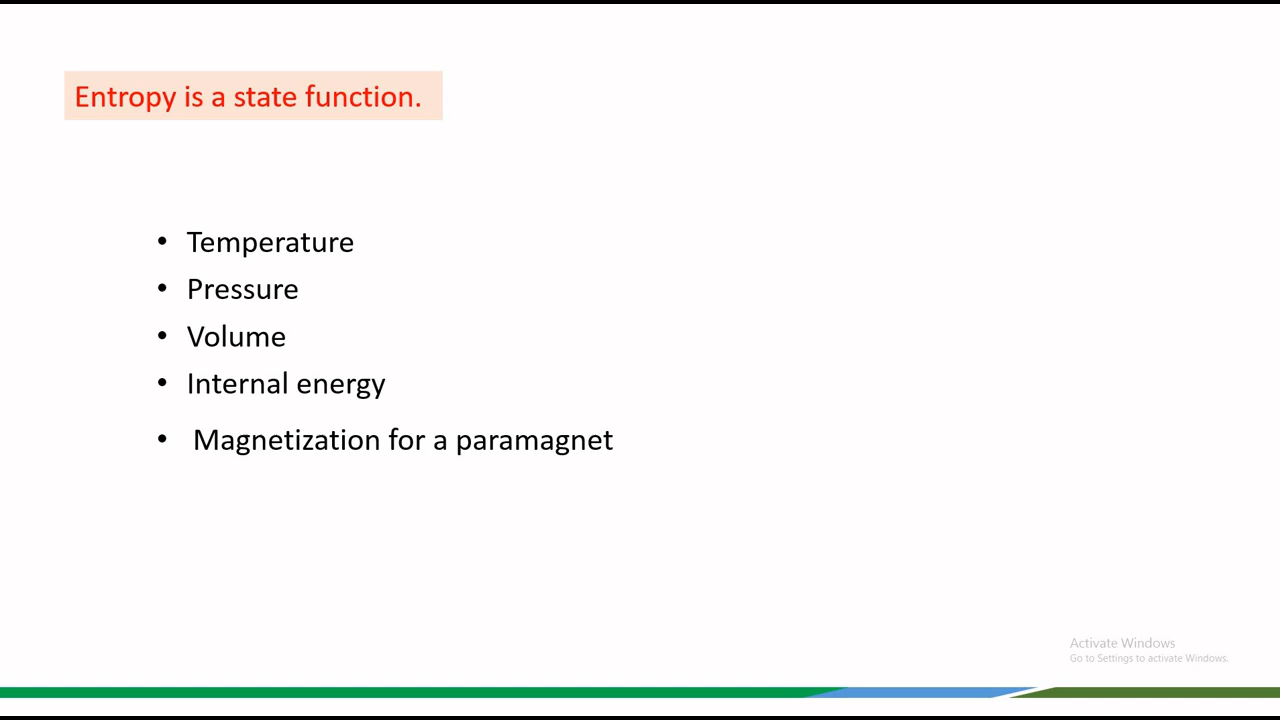 Entropy is a state function.
• Temperature
• Pressure
• Volume
• Internal energy
• Magnetization for a paramagnet
Activate Windows
Go to Settings to activate Windows.